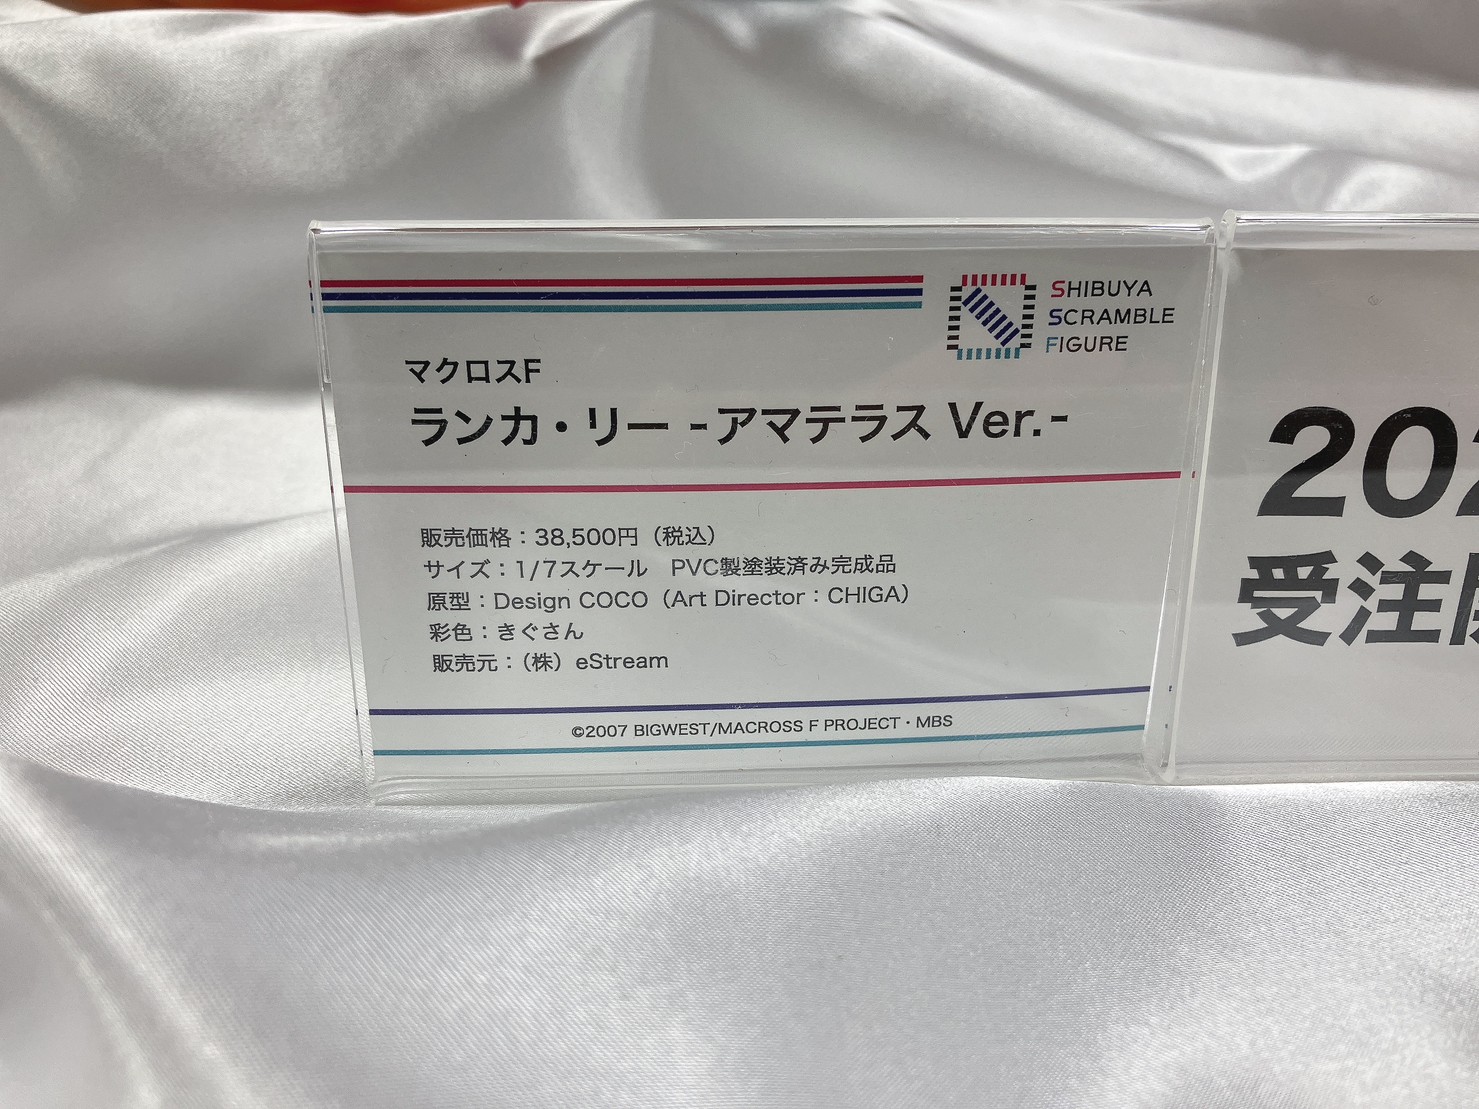 SHIBUYA
SCRAMBLE
FIGURE
マクロスF
ランカ・リー -アマテラス Ver.-
販売価格：38,500円（税込）
サイズ：1/7スケール　PVC製塗装済み完成品
原型：Design COCO（Art Director：CHIGA）
彩色：きぐさん
販売元：（株）eStream
©2007 BIGWEST/MACROSS F PROJECT・MBS
202
受注